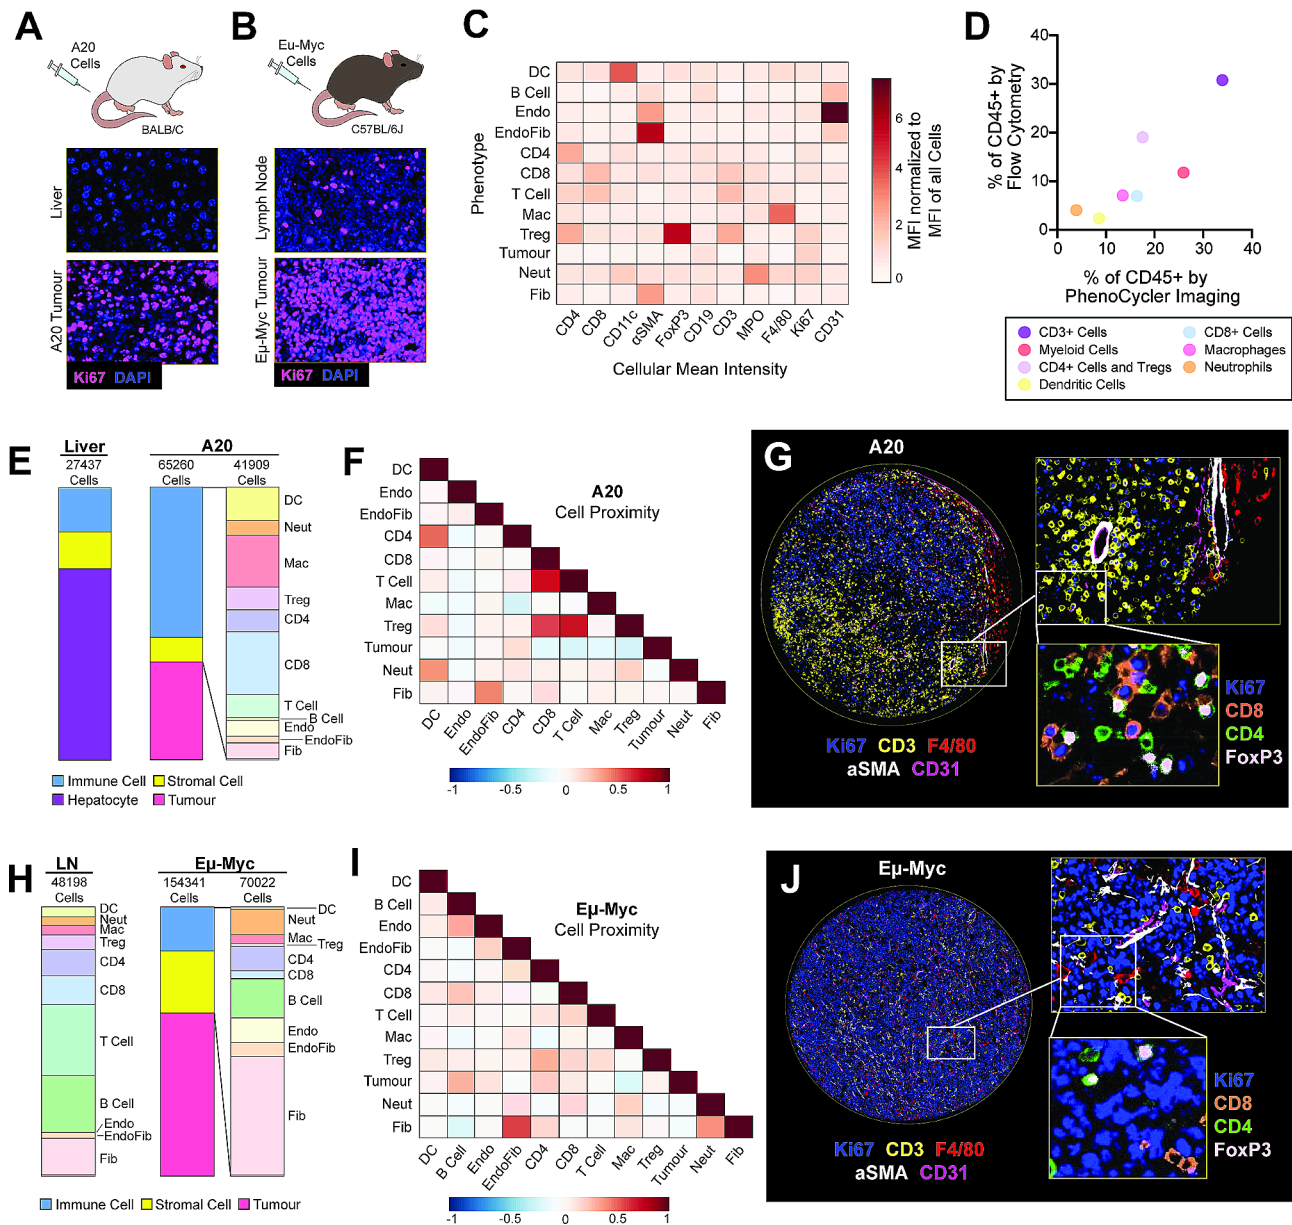 A
A20
Cells
BALB/C
Liver
A20 Tumour
Ki67 DAPI
B
Eu-Myc
Cells
C57BL/6J
Lymph Node
Eμ-Myc Tumour
Ki67 DAPI
C
Phenotype
DC
B Cell
Endo
EndoFib
CD4
CD8
T Cell
Mac
Treg
Tumour
Neut
Fib
CD4
CD8
CD11c
αSMA
FoxP3
CD19
CD3
MPO
F4/80
Ki67
CD31
Cellular Mean Intensity
6
4
2
0
MFI normalized to
MFI of all Cells
D
% of CD45+ by
Flow Cytometry
40
30
20
10
0
0 10 20 30 40
% of CD45+ by
PhenoCycler Imaging
CD3+ Cells
Myeloid Cells
CD4+ Cells and Tregs
Dendritic Cells
CD8+ Cells
Macrophages
Neutrophils
E
Liver
27437
Cells
A20
65260
Cells
41909
Cells
DC
Neut
Mac
Treg
CD4
CD8
T Cell
B Cell
Endo
EndoFib
Fib
Immune Cell Stromal Cell
Hepatocyte Tumour
F
A20
Cell Proximity
DC
Endo
EndoFib
CD4
CD8
T Cell
Mac
Treg
Tumour
Neut
Fib
DC
Endo
EndoFib
CD4
CD8
T Cell
Mac
Treg
Tumour
Neut
Fib
-1 -0.5 0 0.5 1
G
A20
Ki67 CD3 F4/80
aSMA CD31
Ki67
CD8
CD4
FoxP3
H
LN
48198
Cells
DC
Neut
Mac
Treg
CD4
CD8
T Cell
B Cell
Endo
EndoFib
Fib
Eμ-Myc
154341
Cells
70022
Cells
DC
Neut
Mac
Treg
CD4
CD8
B Cell
Endo
EndoFib
Fib
Immune Cell Stromal Cell Tumour
I
Eμ-Myc
Cell Proximity
DC
B Cell
Endo
EndoFib
CD4
CD8
T Cell
Mac
Treg
Tumour
Neut
Fib
DC
B Cell
Endo
EndoFib
CD4
CD8
T Cell
Mac
Treg
Tumour
Neut
Fib
-1 -0.5 0 0.5 1
J
Eμ-Myc
Ki67 CD3 F4/80
aSMA CD31
Ki67
CD8
CD4
FoxP3